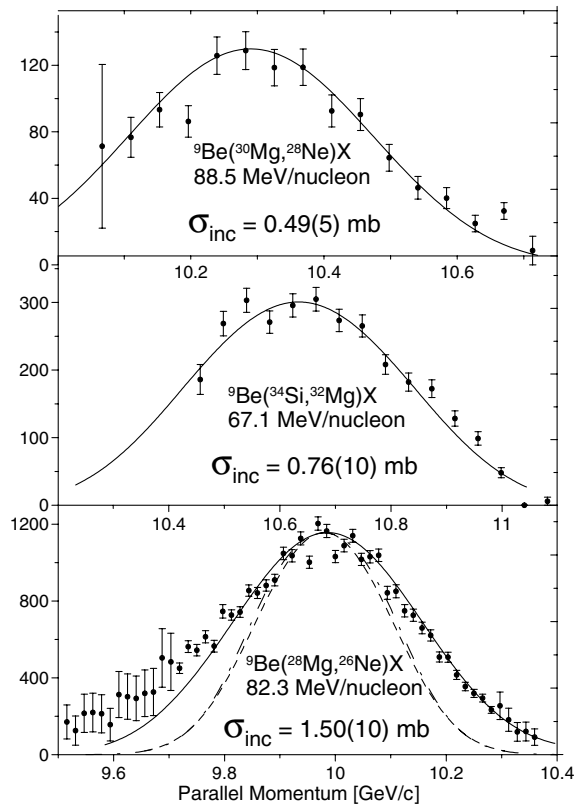 120
80
40
0
⁹Be(³⁰Mg,²⁸Ne)X
88.5 MeV/nucleon
σinc = 0.49(5) mb
10.2 10.4 10.6
300
200
100
0
⁹Be(³⁴Si,³²Mg)X
67.1 MeV/nucleon
σinc = 0.76(10) mb
10.4 10.6 10.8 11
1200
800
400
0
⁹Be(²⁸Mg,²⁶Ne)X
82.3 MeV/nucleon
σinc = 1.50(10) mb
9.6 9.8 10 10.2 10.4
Parallel Momentum [GeV/c]